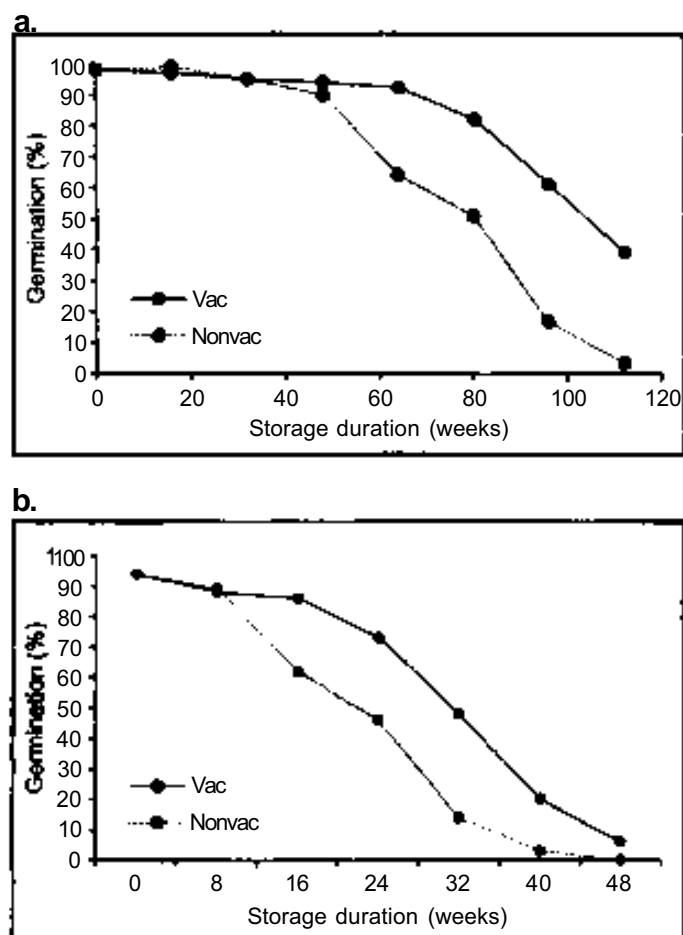 a.
Germination (%)
100
90
80
70
60
50
40
30
20
10
0
Vac
Nonvac
0 20 40 60 80 100 120
Storage duration (weeks)
b.
Germination (%)
1100
90
80
70
60
50
40
30
20
10
0
Vac
Nonvac
0 8 16 24 32 40 48
Storage duration (weeks)